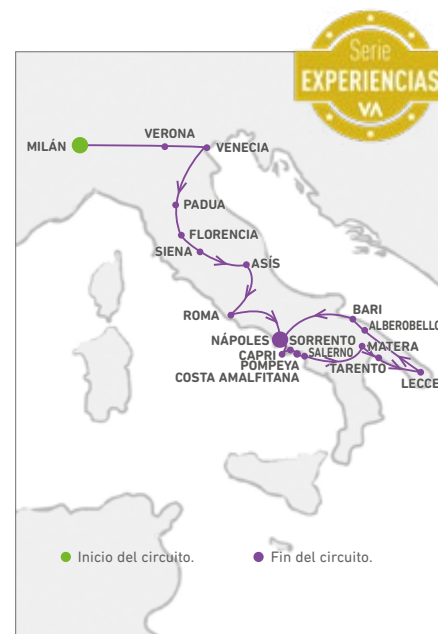 Serie
EXPERIENCIAS
VA
MILÁN
VERONA
VENECIA
PADUA
FLORENCIA
SIENA
ASÍS
ROMA
BARI
ALBEROBELLO
NÁPOLES
SORRENTO
MATERA
CAPRI
SALERNO
POMPEYA
TARENTO
COSTA AMALFITANA
LECCE
Inicio del circuito.
Fin del circuito.